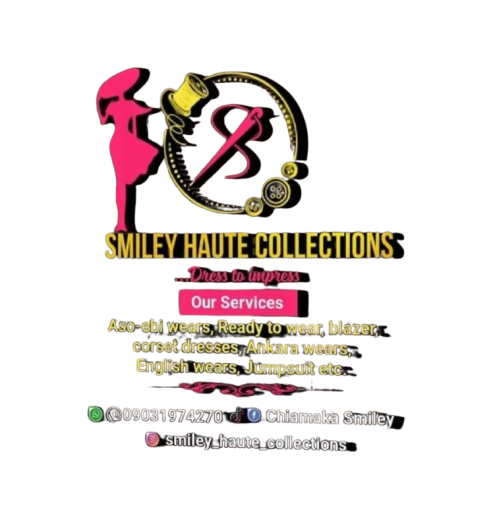 SMILEY HAUTE COLLECTIONS
...Dress to Impress
Our Services
Aso-ebi wears, Ready to wear, blazer,
corset dresses, Ankara wears,
English wears, Jumpsuit etc.
09031974270 Chiamaka Smiley
smiley_haute_collections